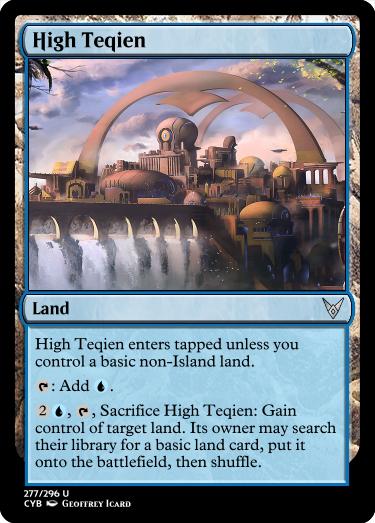 High Teqien
Land
High Teqien enters tapped unless you
control a basic non-Island land.
: Add .
2 , , Sacrifice High Teqien: Gain
control of target land. Its owner may search
their library for a basic land card, put it
onto the battlefield, then shuffle.
277/296 U
CYB Geoffrey Icard